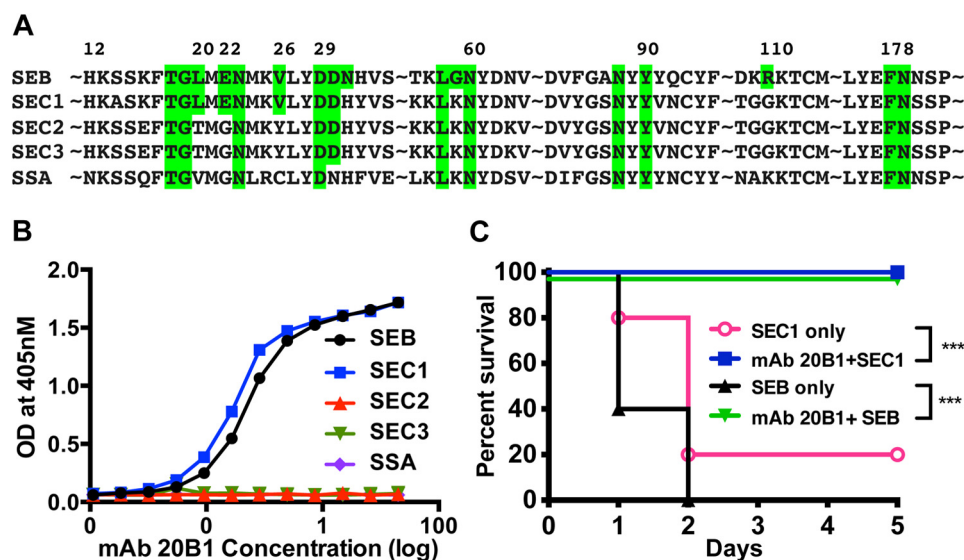 A
12 20 22 26 29 60 90 110 178
SEB ~HKSSKFTGLMENMKVLYDDNHVS~TKLGNYDNV~DVFGANYYYQCYF~DKRKTCM~LYEFNNSP~
SEC1 ~HKASKFTGLMENMKVLYDDHYVS~KKLKNYDNV~DVYGSNYYVNCYF~TGGKTCM~LYEFNNSP~
SEC2 ~HKSSEFTGTMGNMKYLYDDHYVS~KKLKNYDKV~DVYGSNYYVNCYF~TGGKTCM~LYEFNNSP~
SEC3 ~HKSSEFTGTMGNMKYLYDDHYVS~KKLKNYDKV~DVYGSNYYVNCYF~TGGKTCM~LYEFNNSP~
SSA ~NKSSQFTGVMGNLRCLYDNHFVE~LKLKNYDSV~DIFGSNYYYNCYY~NAKKTCM~LYEFNNSP~
B
OD at 405nM
2.0
1.5
1.0
0.5
0.0
0 0 1 100
mAb 20B1 Concentration (log)
SEB
SEC1
SEC2
SEC3
SSA
C
Percent survival
100
80
60
40
20
0
0 1 2 3 4 5
Days
SEC1 only
mAb 20B1+SEC1
SEB only
mAb 20B1+ SEB
***
***